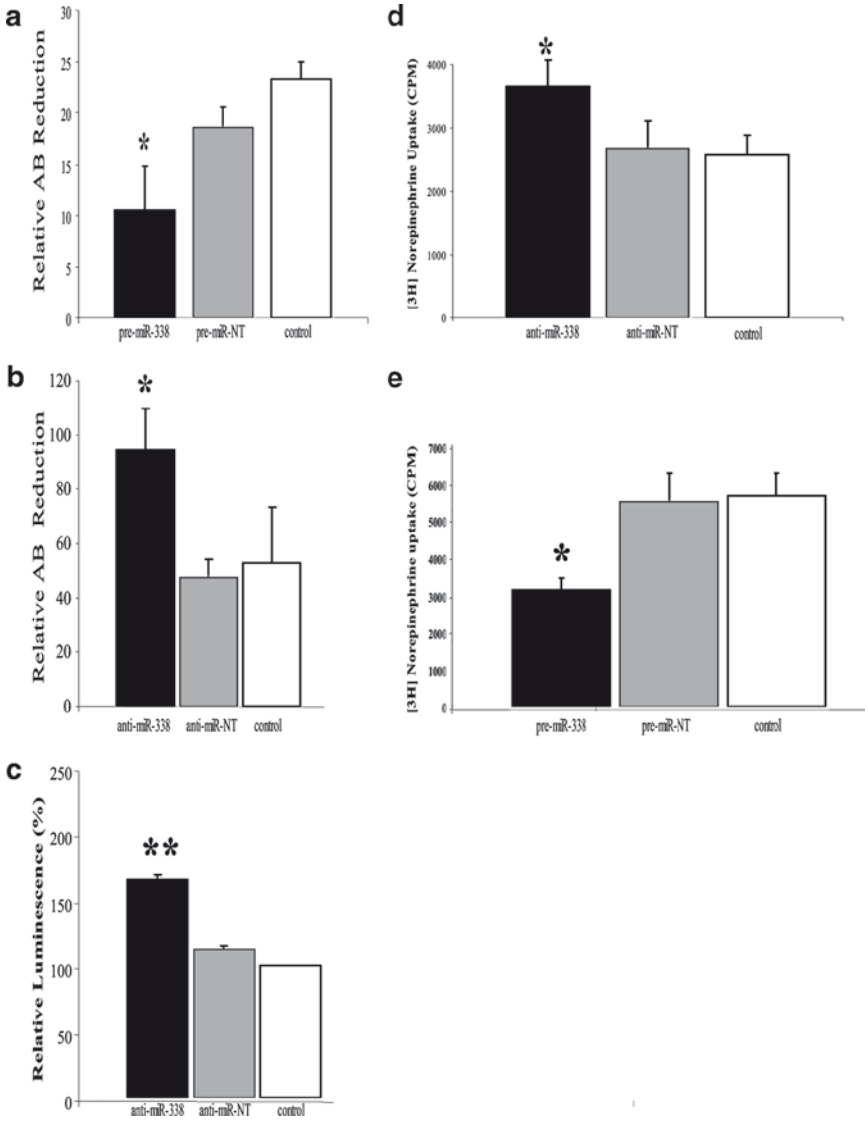 a
Relative AB Reduction
30
25
20
15
10
5
0
*
pre-miR-338 pre-miR-NT control
b
Relative AB Reduction
120
100
80
60
40
20
0
*
anti-miR-338 anti-miR-NT control
c
Relative Luminescence (%)
250
200
150
100
50
0
**
anti-miR-338 anti-miR-NT control
d
[3H] Norepinephrine Uptake (CPM)
4000
3000
2000
1000
0
*
anti-miR-338 anti-miR-NT control
e
[3H] Norepinephrine uptake (CPM)
7000
6000
5000
4000
3000
2000
1000
0
*
pre-miR-338 pre-miR-NT control